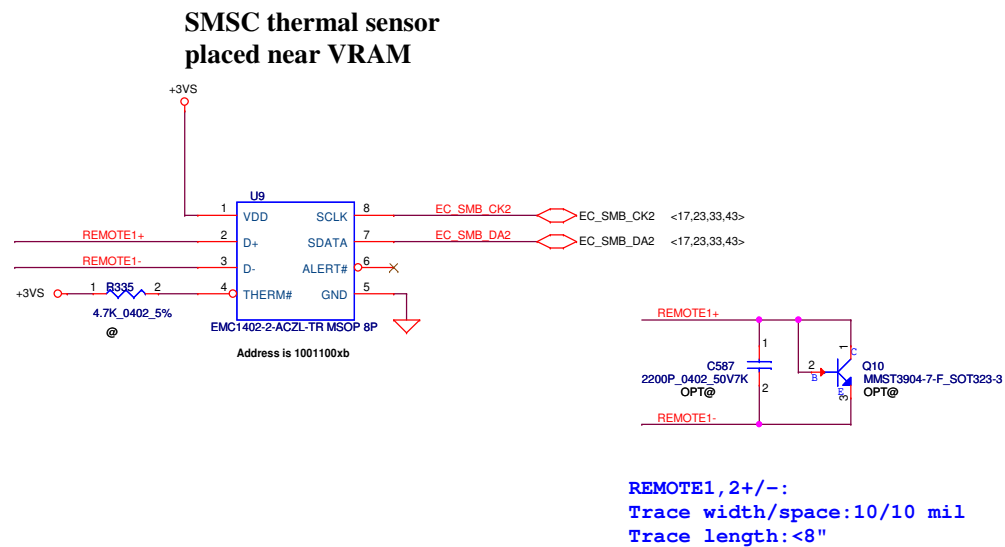 SMSC thermal sensor
placed near VRAM
+3VS
U9
1 VDD SCLK 8 EC_SMB_CK2 EC_SMB_CK2 <17,23,33,43>
REMOTE1+ 2 D+ SDATA 7 EC_SMB_DA2 EC_SMB_DA2 <17,23,33,43>
REMOTE1- 3 D- ALERT# 6
+3VS 1 R335 2 4 THERM# GND 5
4.7K_0402_5%
@
EMC1402-2-ACZL-TR MSOP 8P
Address is 1001100xb
REMOTE1+
1
C587
2200P_0402_50V7K
OPT@
2
1
C
2
B
E
3
Q10
MMST3904-7-F_SOT323-3
OPT@
REMOTE1-
REMOTE1,2+/-:
Trace width/space:10/10 mil
Trace length:<8"